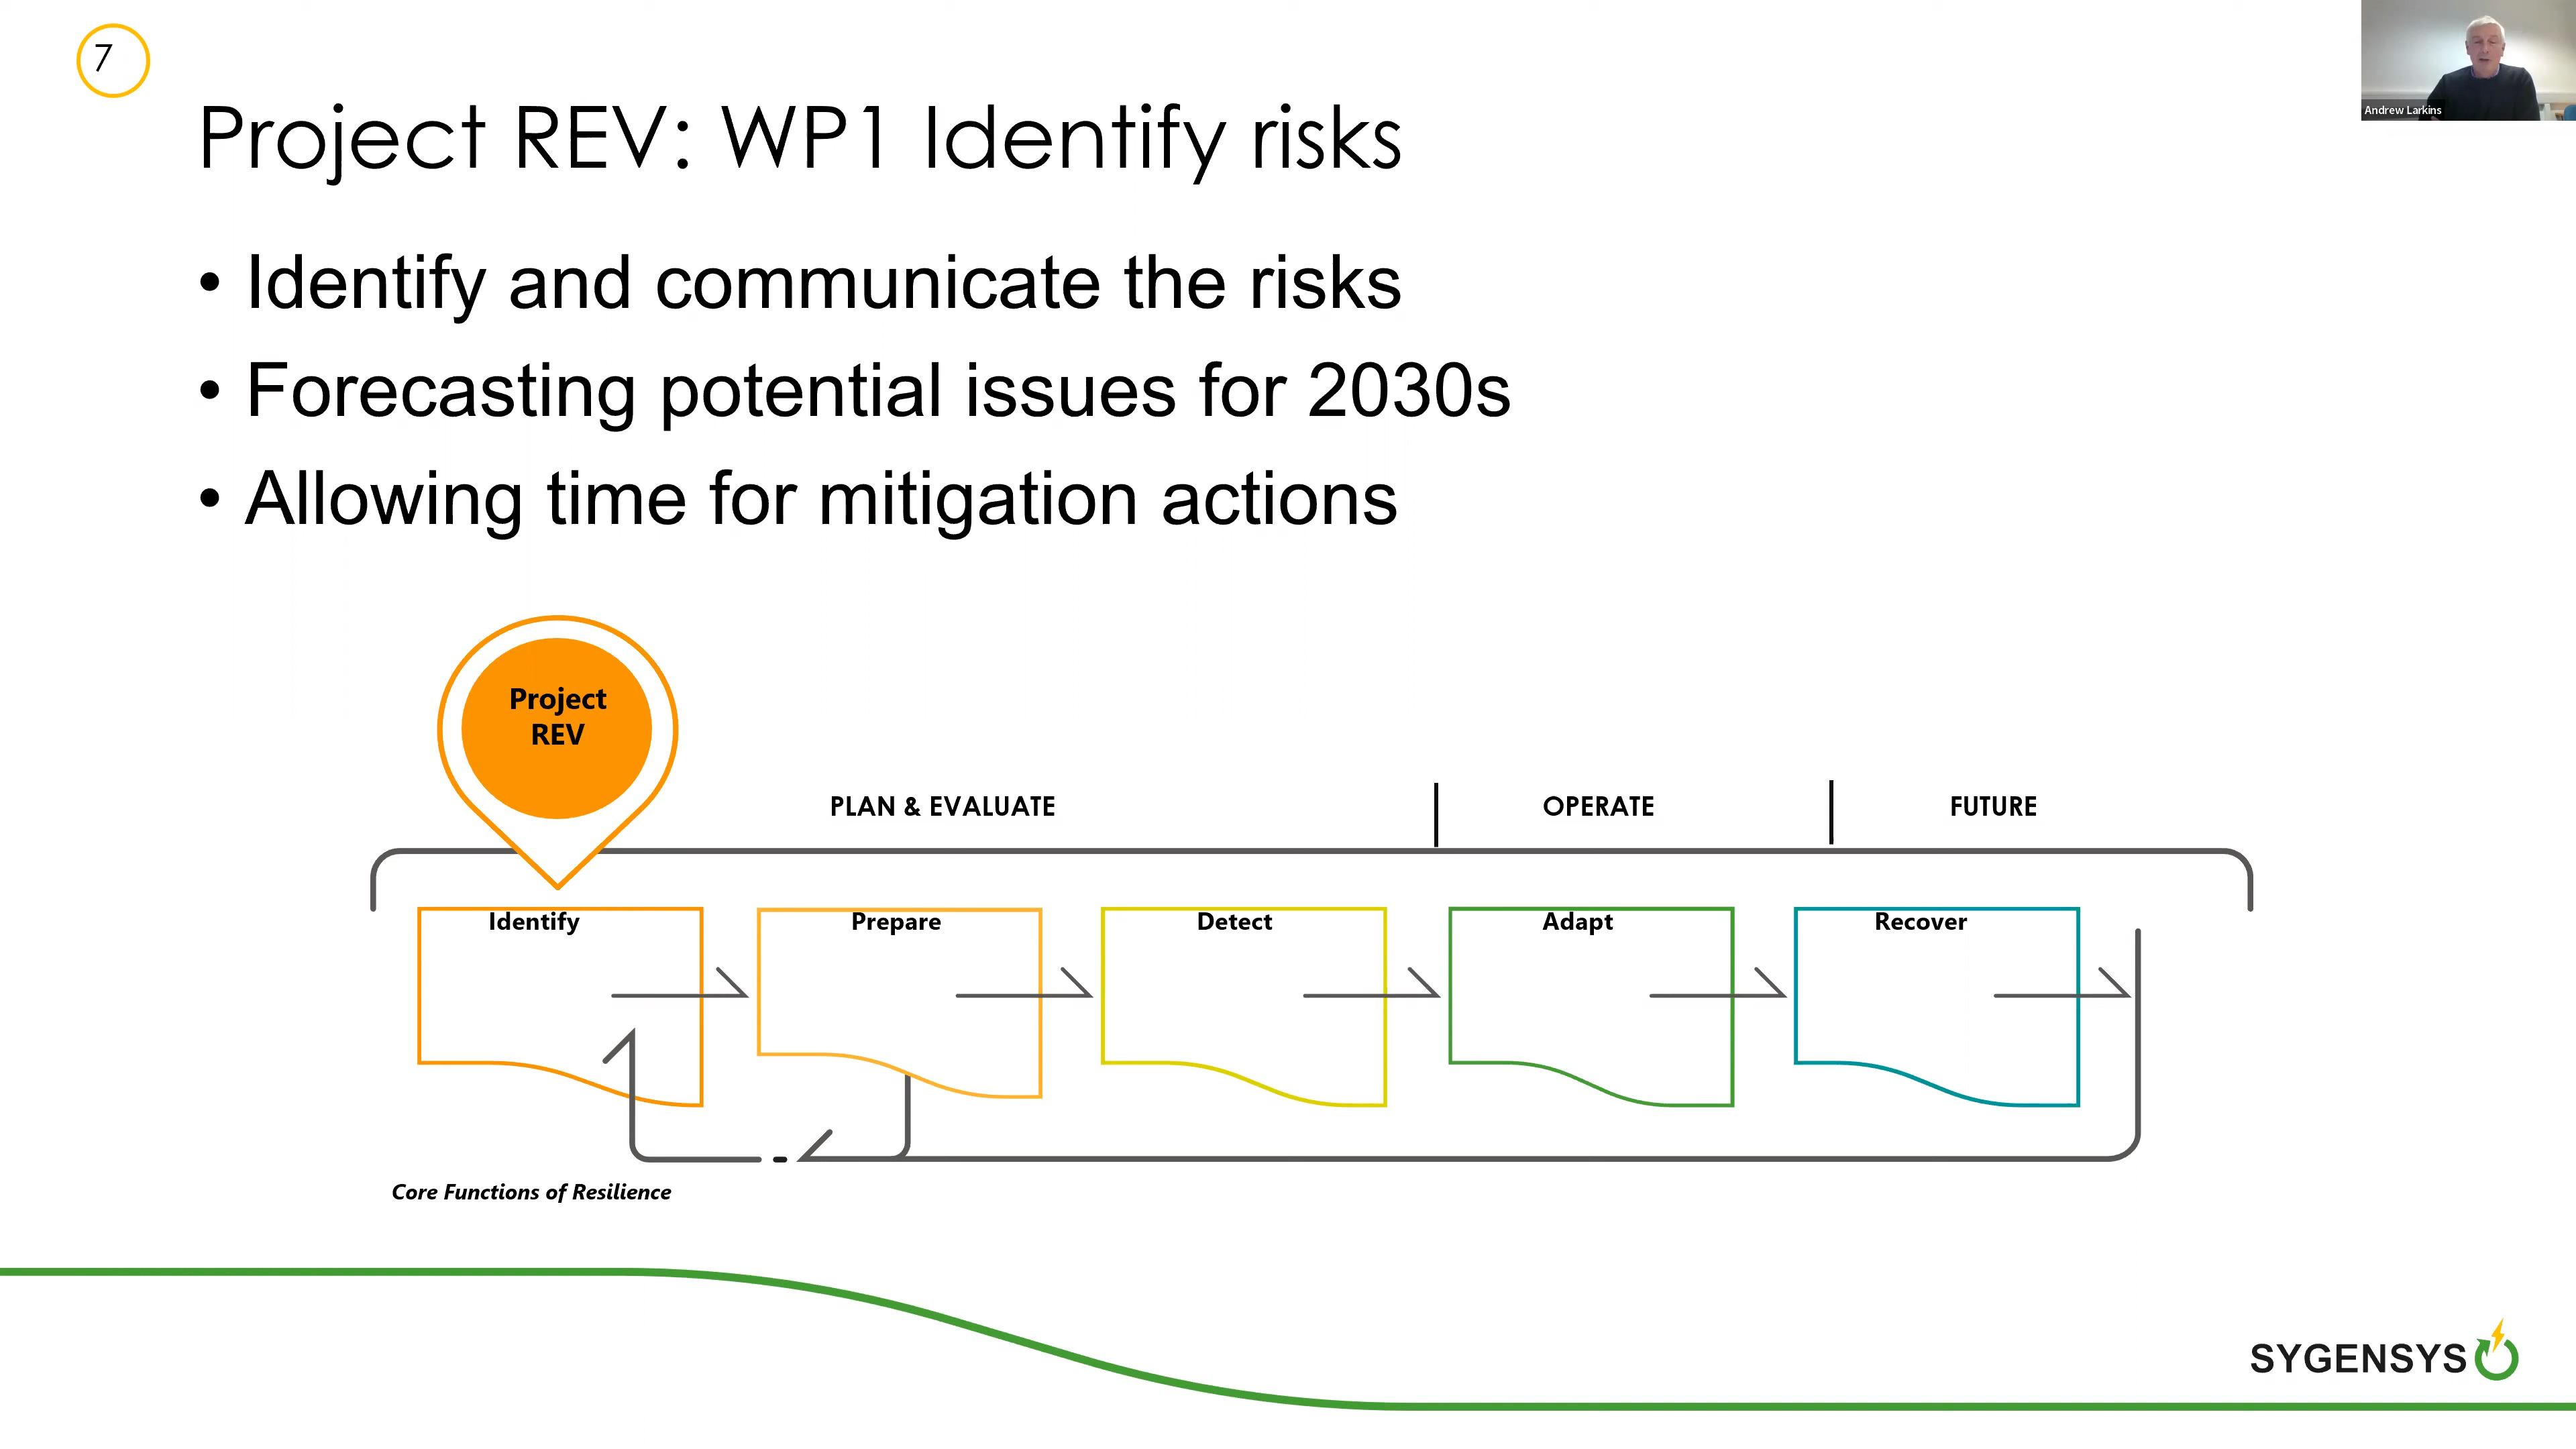 7
Andrew Larkins
Project REV: WP1 Identify risks
• Identify and communicate the risks
• Forecasting potential issues for 2030s
• Allowing time for mitigation actions
Project
REV
PLAN & EVALUATE
OPERATE
FUTURE
Identify
Prepare
Detect
Adapt
Recover
Core Functions of Resilience
SYGENSYS